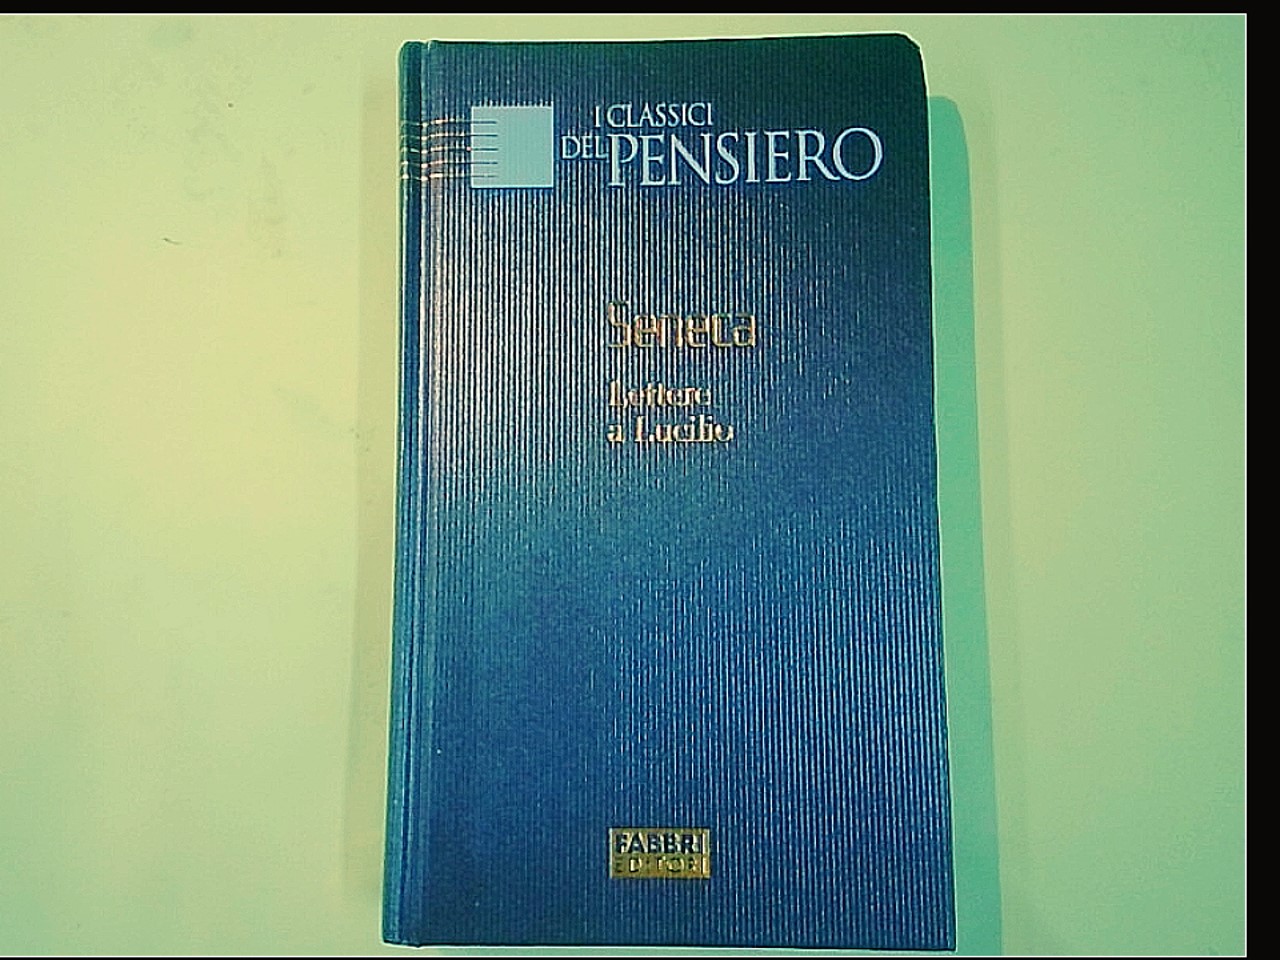 I CLASSICI
DEL PENSIERO
Seneca
Lettere
a Lucilio
FABBRI
EDITORI